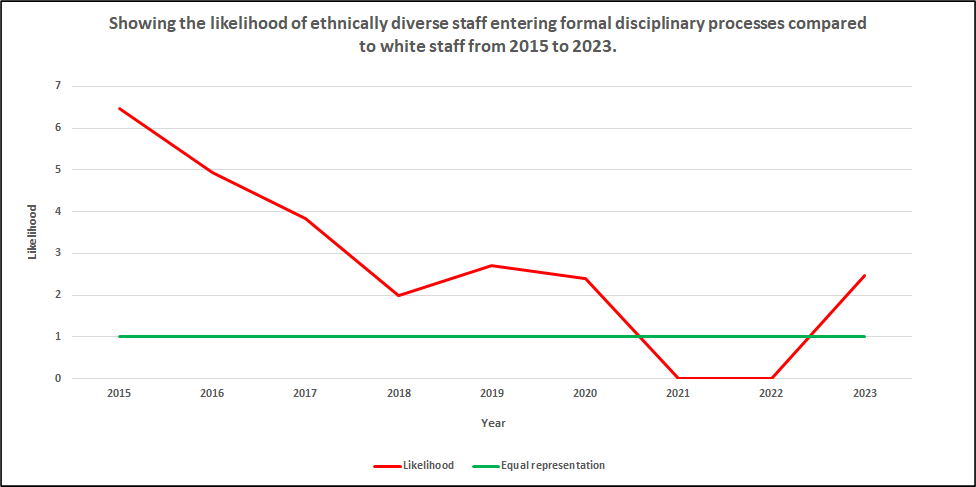 Showing the likelihood of ethnically diverse staff entering formal disciplinary processes compared
to white staff from 2015 to 2023.
7
6
5
4
3
2
1
0
Likelihood
2015 2016 2017 2018 2019 2020 2021 2022 2023
Year
Likelihood Equal representation